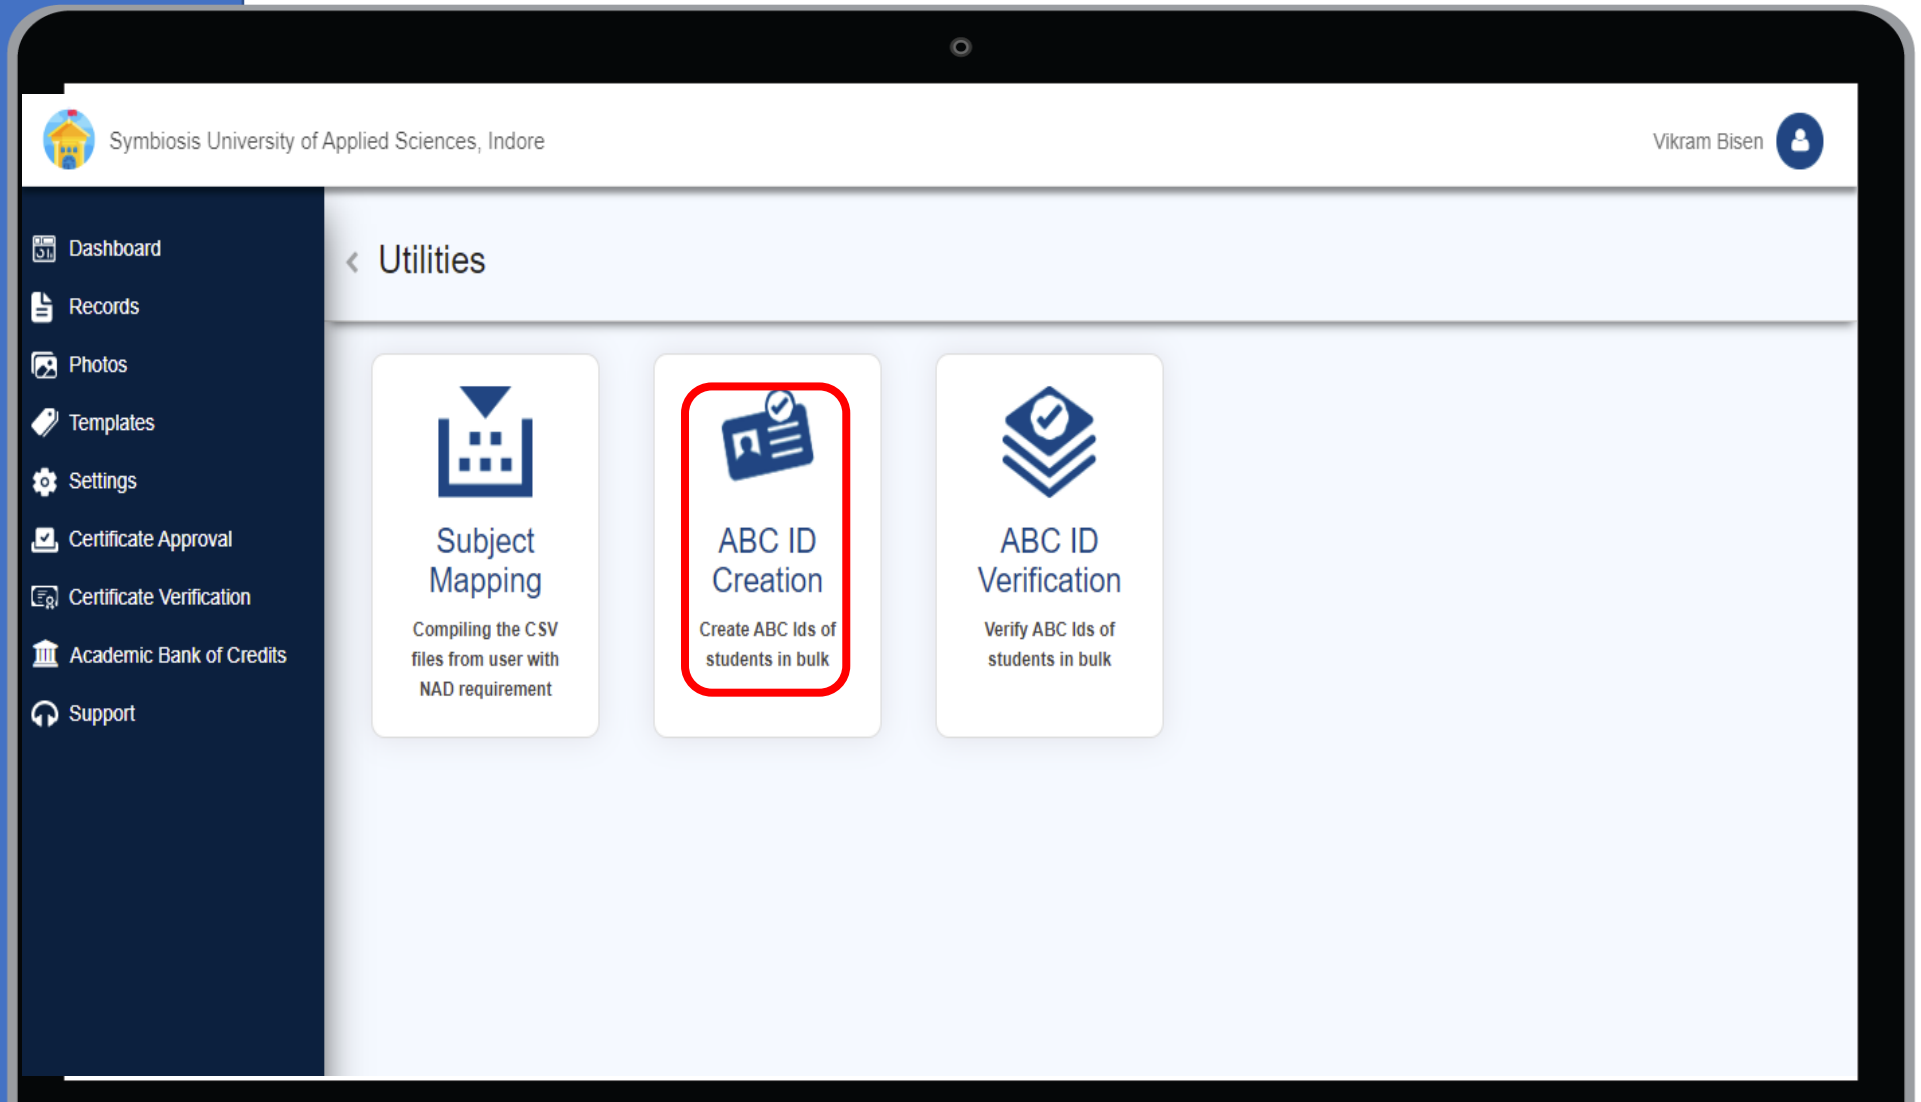 Symbiosis University of Applied Sciences, Indore
Vikram Bisen
Dashboard
Records
Photos
Templates
Settings
Certificate Approval
Certificate Verification
Academic Bank of Credits
Support
Utilities
Subject
Mapping
Compiling the CSV
files from user with
NAD requirement
ABC ID
Creation
Create ABC Ids of
students in bulk
ABC ID
Verification
Verify ABC Ids of
students in bulk